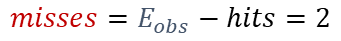 misses = E_obs − hits = 2